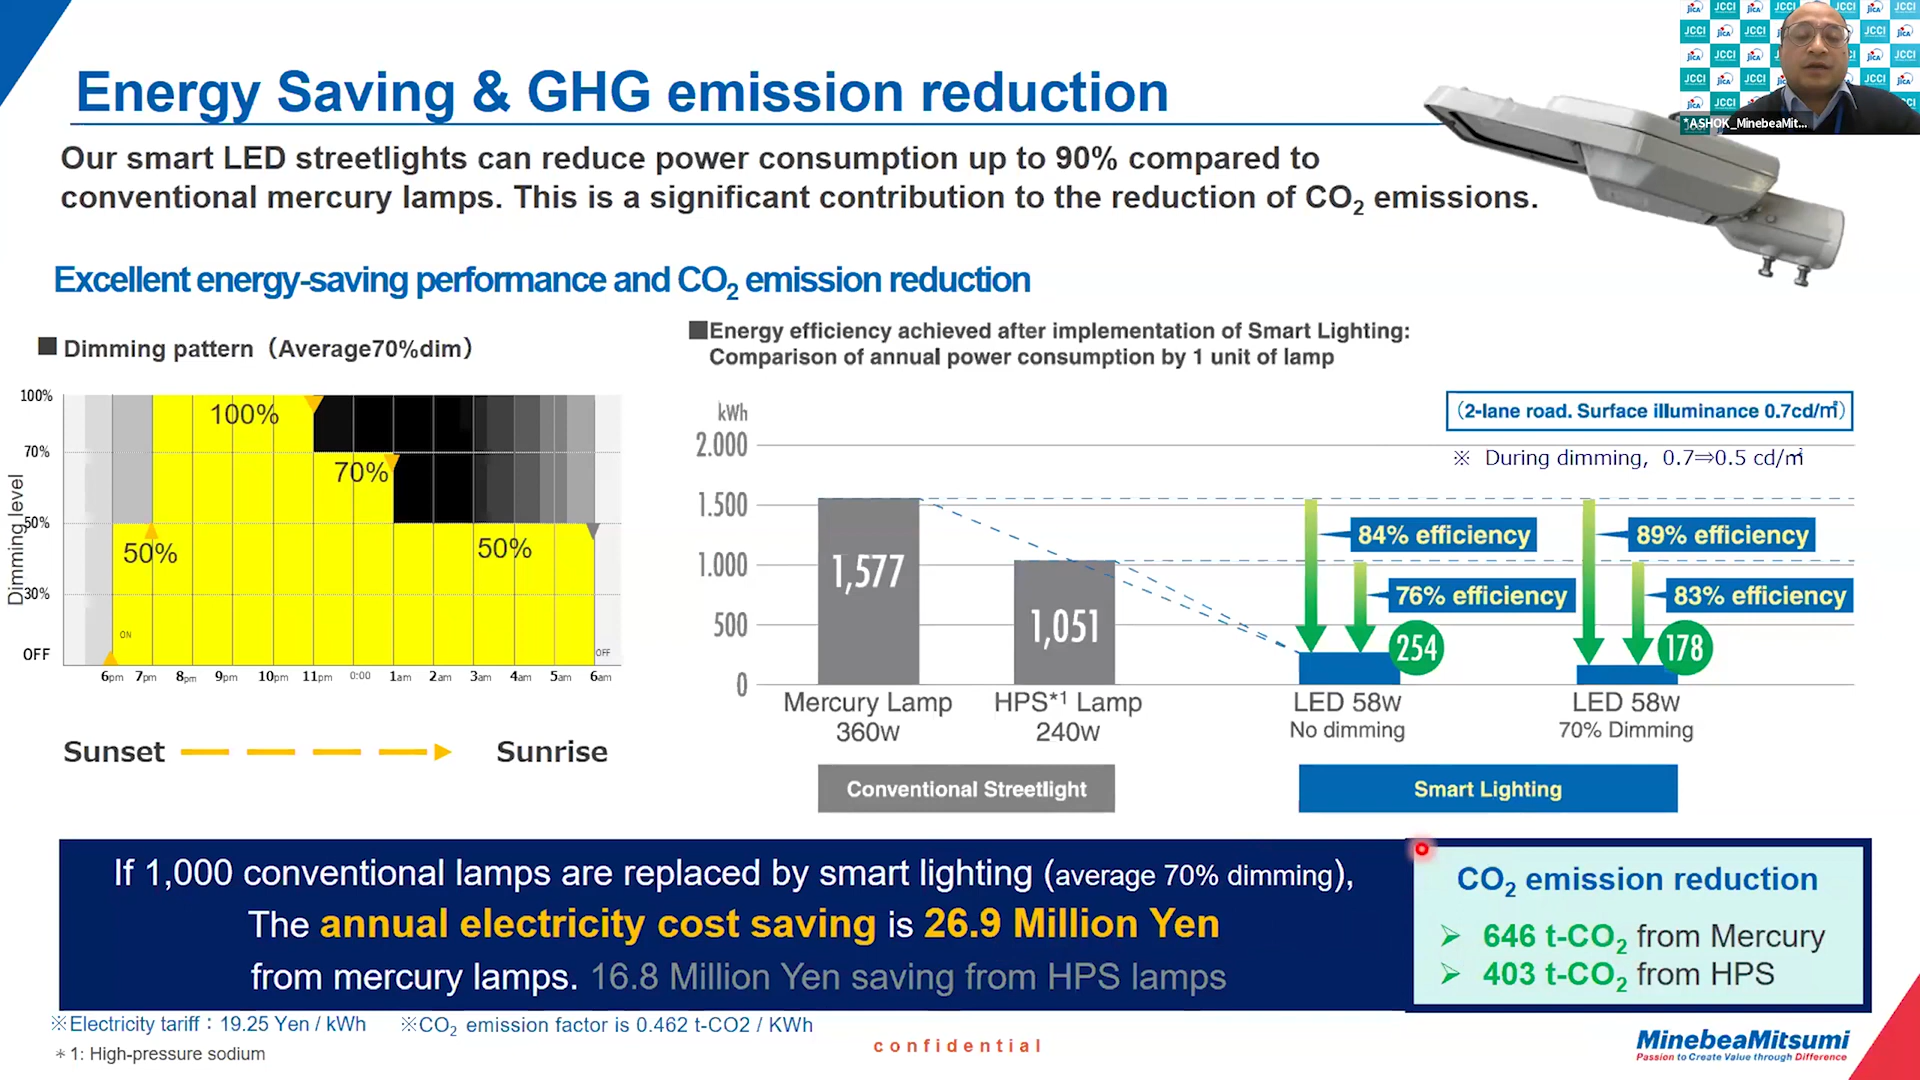 Energy Saving & GHG emission reduction
JCCI
JICA
*ASHOK_MinebeaMit...
Our smart LED streetlights can reduce power consumption up to 90% compared to
conventional mercury lamps. This is a significant contribution to the reduction of CO2 emissions.
Excellent energy-saving performance and CO2 emission reduction
■ Dimming pattern（Average70%dim）
Dimming level
100%
70%
50%
30%
OFF
100%
70%
50%
50%
ON
OFF
6pm 7pm 8pm 9pm 10pm 11pm 0:00 1am 2am 3am 4am 5am 6am
Sunset
Sunrise
■Energy efficiency achieved after implementation of Smart Lighting:
Comparison of annual power consumption by 1 unit of lamp
(2-lane road. Surface illuminance 0.7cd/㎡)
※ During dimming, 0.7⇒0.5 cd/㎡
kWh
2.000
1.500
1.000
500
0
1,577
1,051
84% efficiency
76% efficiency
254
89% efficiency
83% efficiency
178
Mercury Lamp
360w
HPS*1 Lamp
240w
LED 58w
No dimming
LED 58w
70% Dimming
Conventional Streetlight
Smart Lighting
If 1,000 conventional lamps are replaced by smart lighting (average 70% dimming),
The annual electricity cost saving is 26.9 Million Yen
from mercury lamps. 16.8 Million Yen saving from HPS lamps
CO2 emission reduction
➢ 646 t-CO2 from Mercury
➢ 403 t-CO2 from HPS
※Electricity tariff：19.25 Yen / kWh ※CO2 emission factor is 0.462 t-CO2 / KWh
＊1: High-pressure sodium
confidential
MinebeaMitsumi
Passion to Create Value through Difference